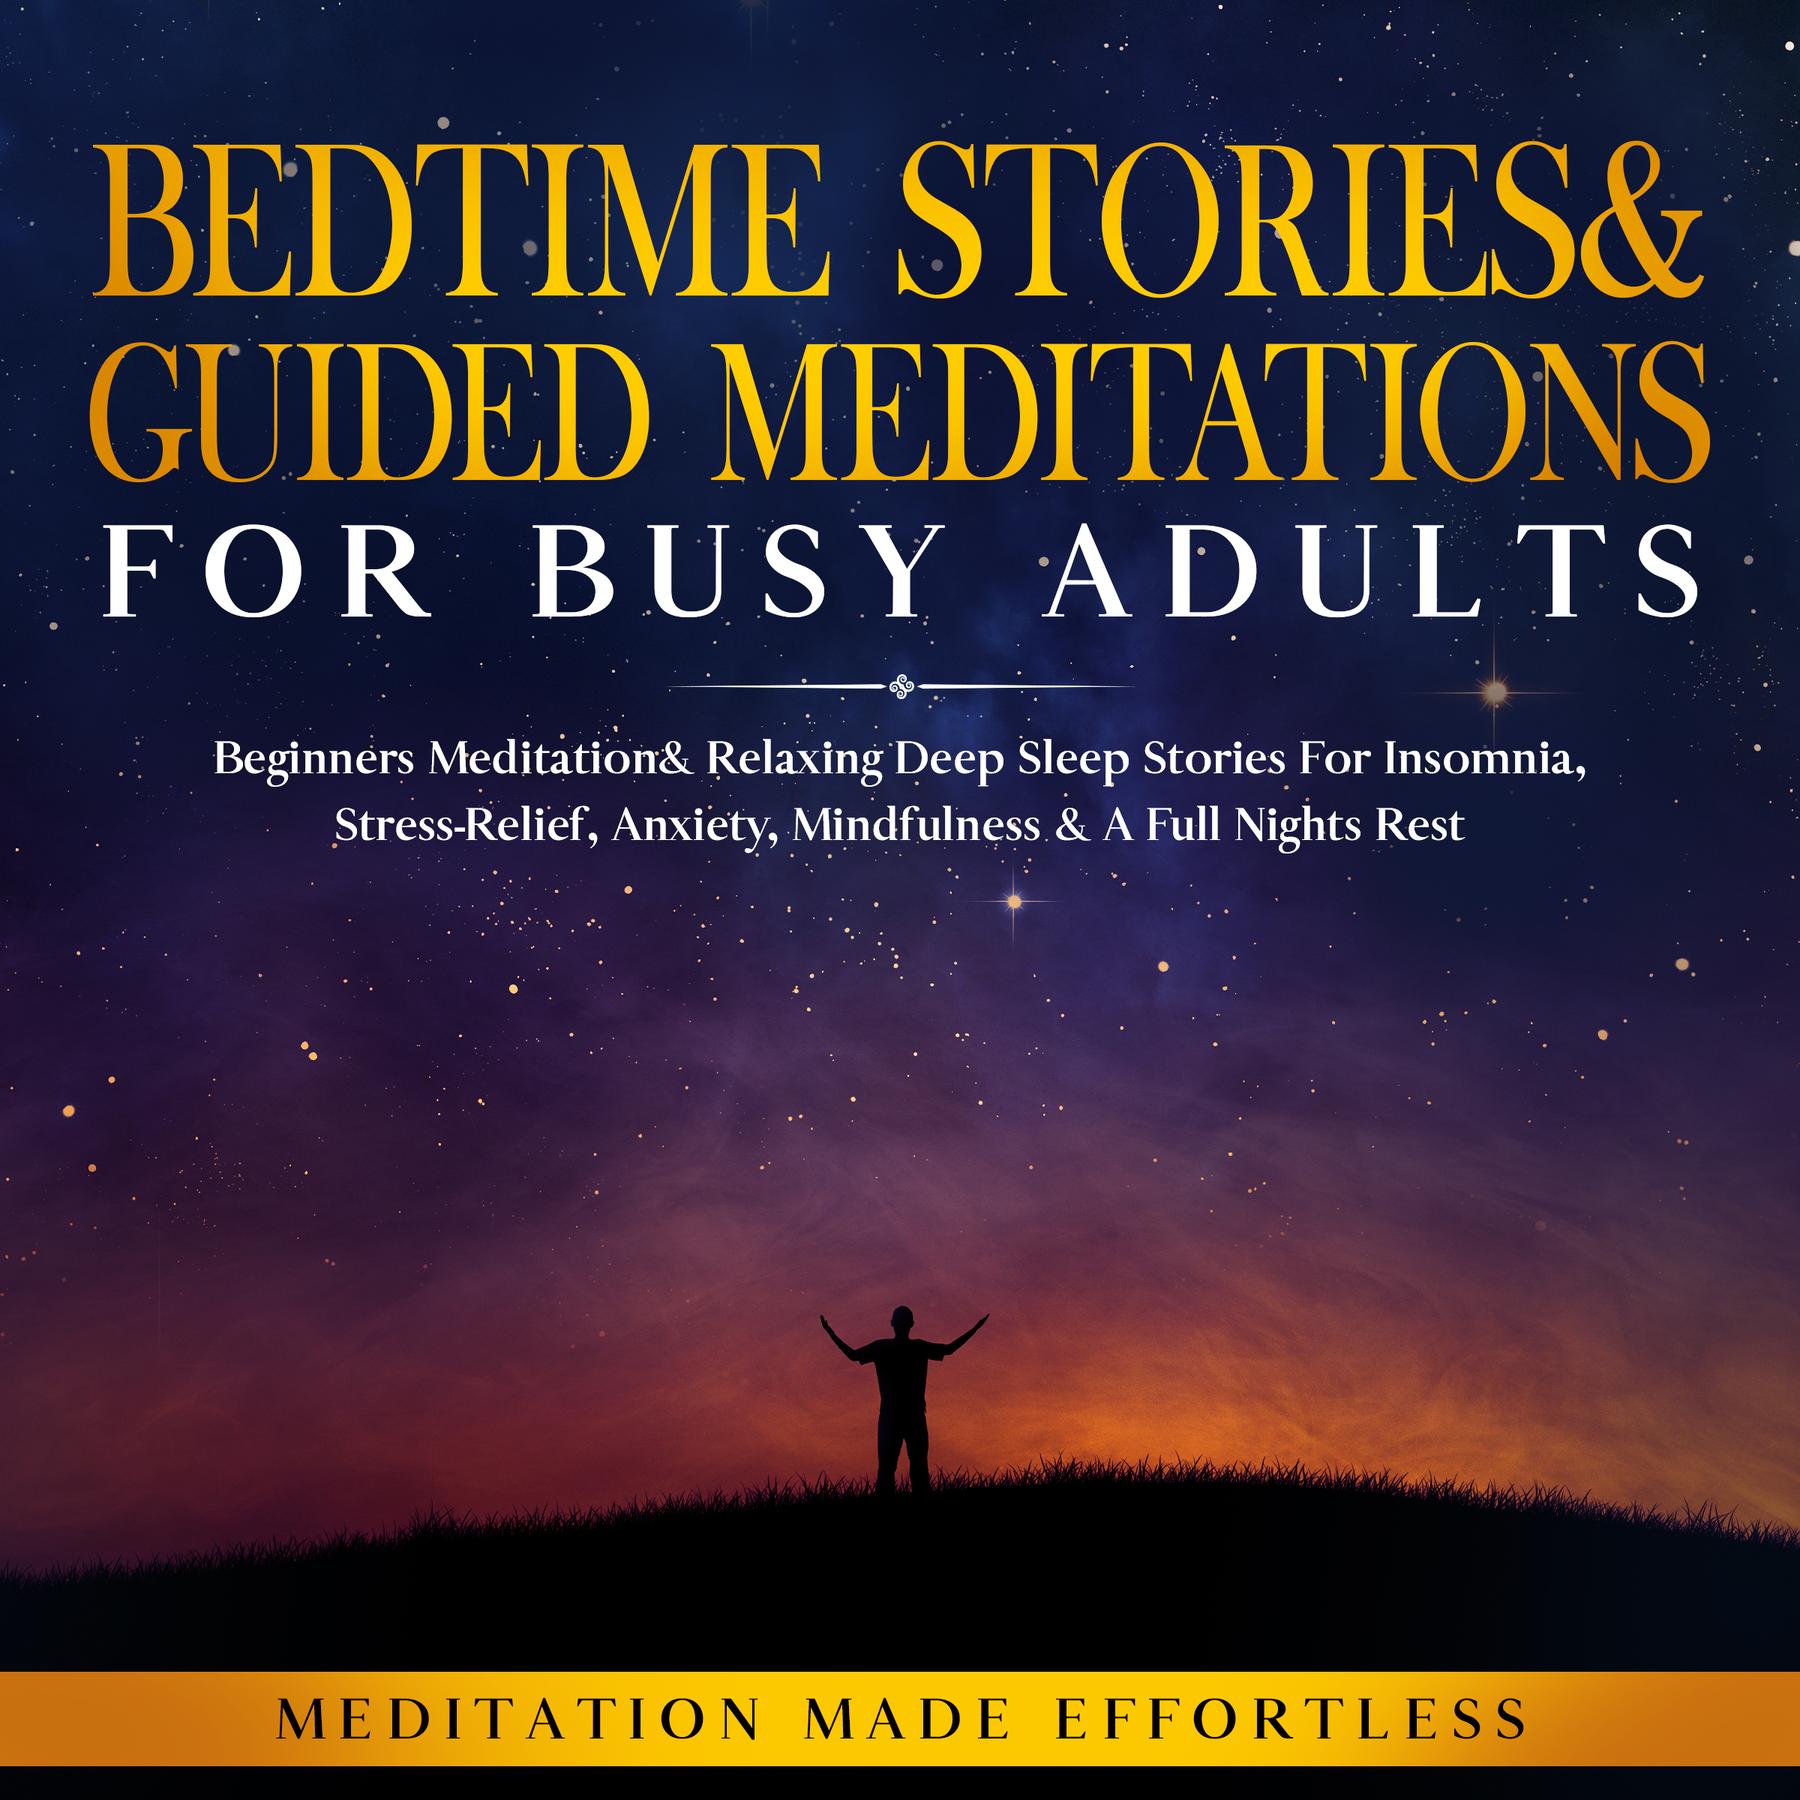 BEDTIME STORIES&
GUIDED MEDITATIONS
FOR BUSY ADULTS
Beginners Meditation& Relaxing Deep Sleep Stories For Insomnia,
Stress-Relief, Anxiety, Mindfulness & A Full Nights Rest
MEDITATION MADE EFFORTLESS